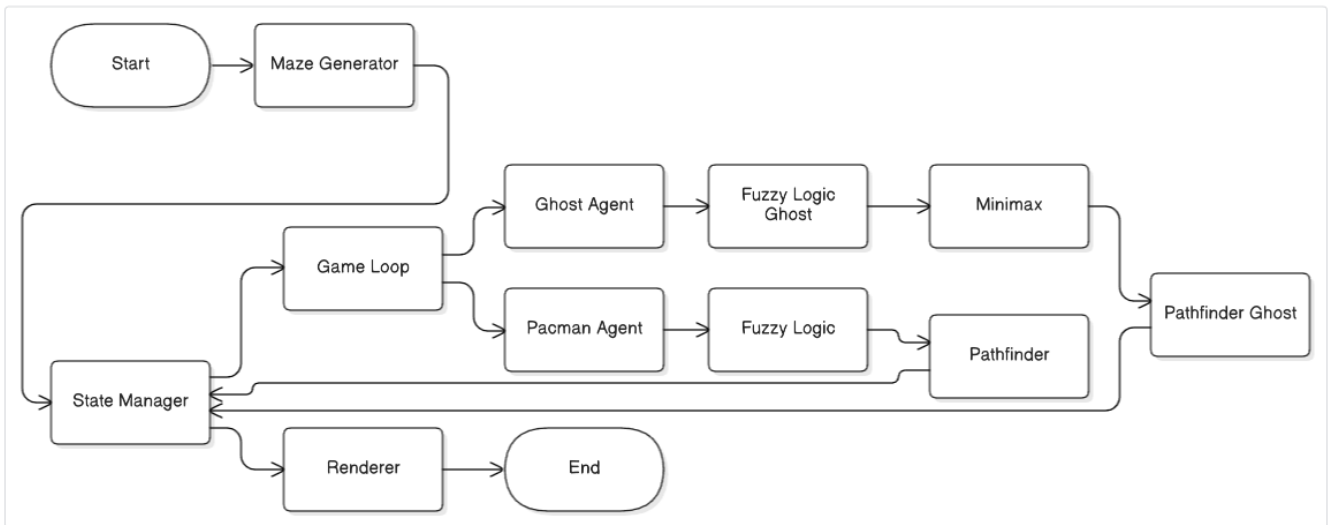 Start
Maze Generator
Ghost Agent
Fuzzy Logic
Ghost
Minimax
Game Loop
Pathfinder Ghost
Pacman Agent
Fuzzy Logic
Pathfinder
State Manager
Renderer
End